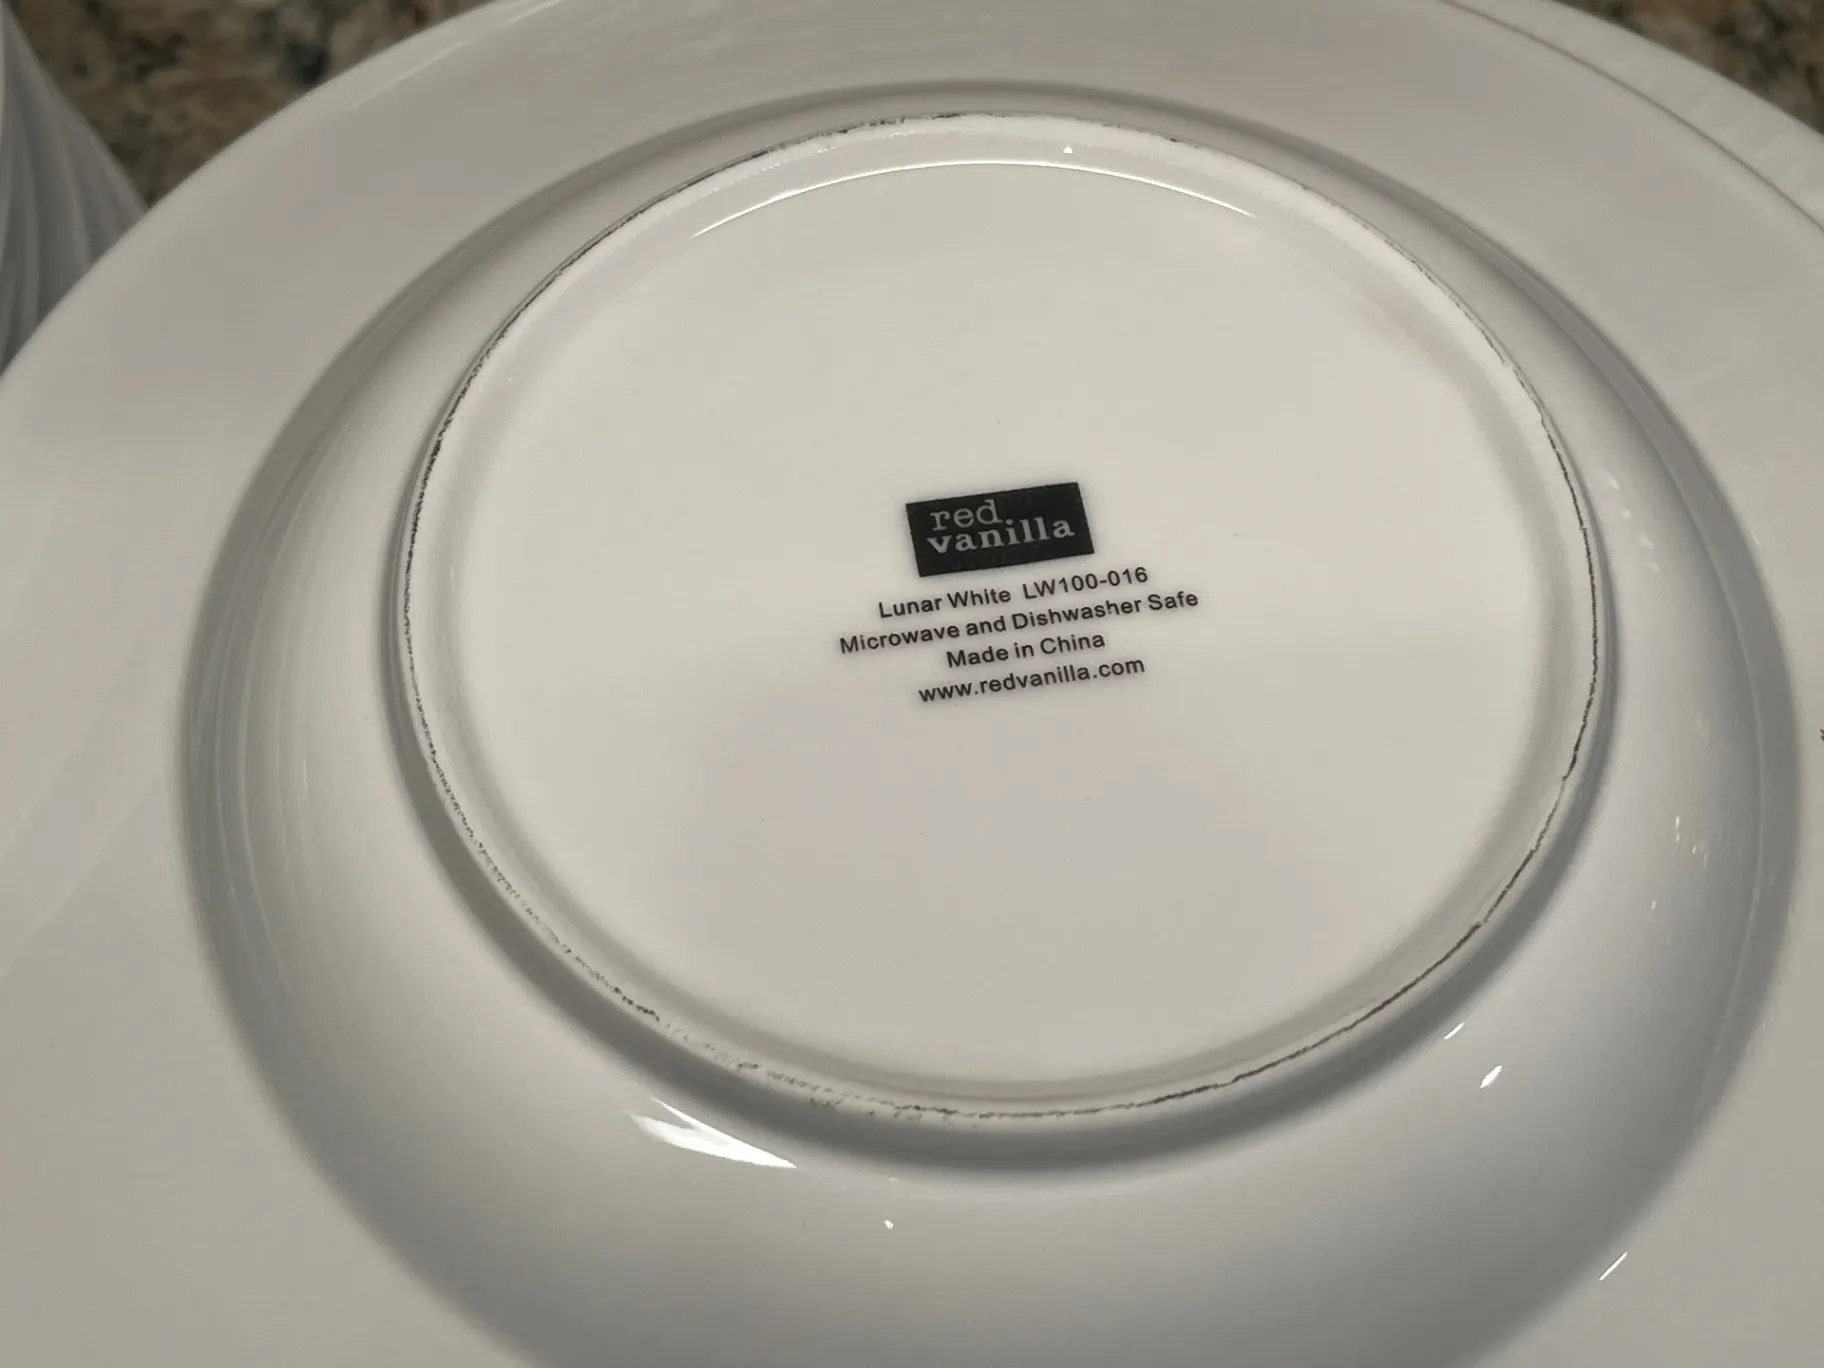 red
vanilla
Lunar White LW100-016
Microwave and Dishwasher Safe
Made in China
www.redvanilla.com